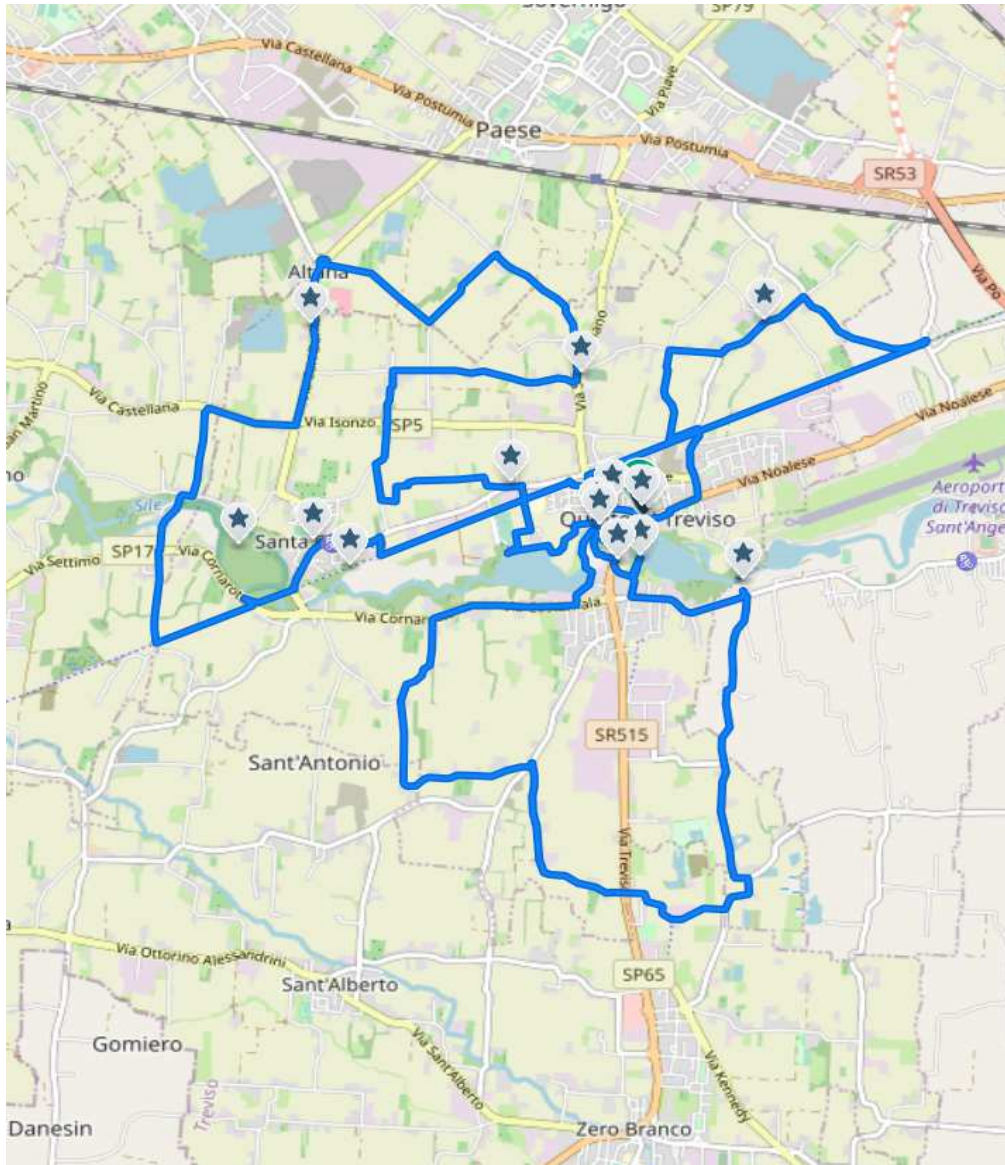 SP79
Via Castellana
Via Postumia
Via Piave
Paese
Via Postumia
SR53
Via Po
Via Castellana
Via Isonzo
SP5
Via Noalese
Via Noalese
Sile
Treviso
Aeroporto
di Treviso
Santa
SP17
Via Settimo
Via Cornarotta
Via Cornar
SR515
Sant'Antonio
Via Treviso
Via Ottorino Alessandrini
SP65
Sant'Alberto
Gomiero
Via Sant'Alberto
Via Kennedy
Treviso
Danesin
Zero Branco